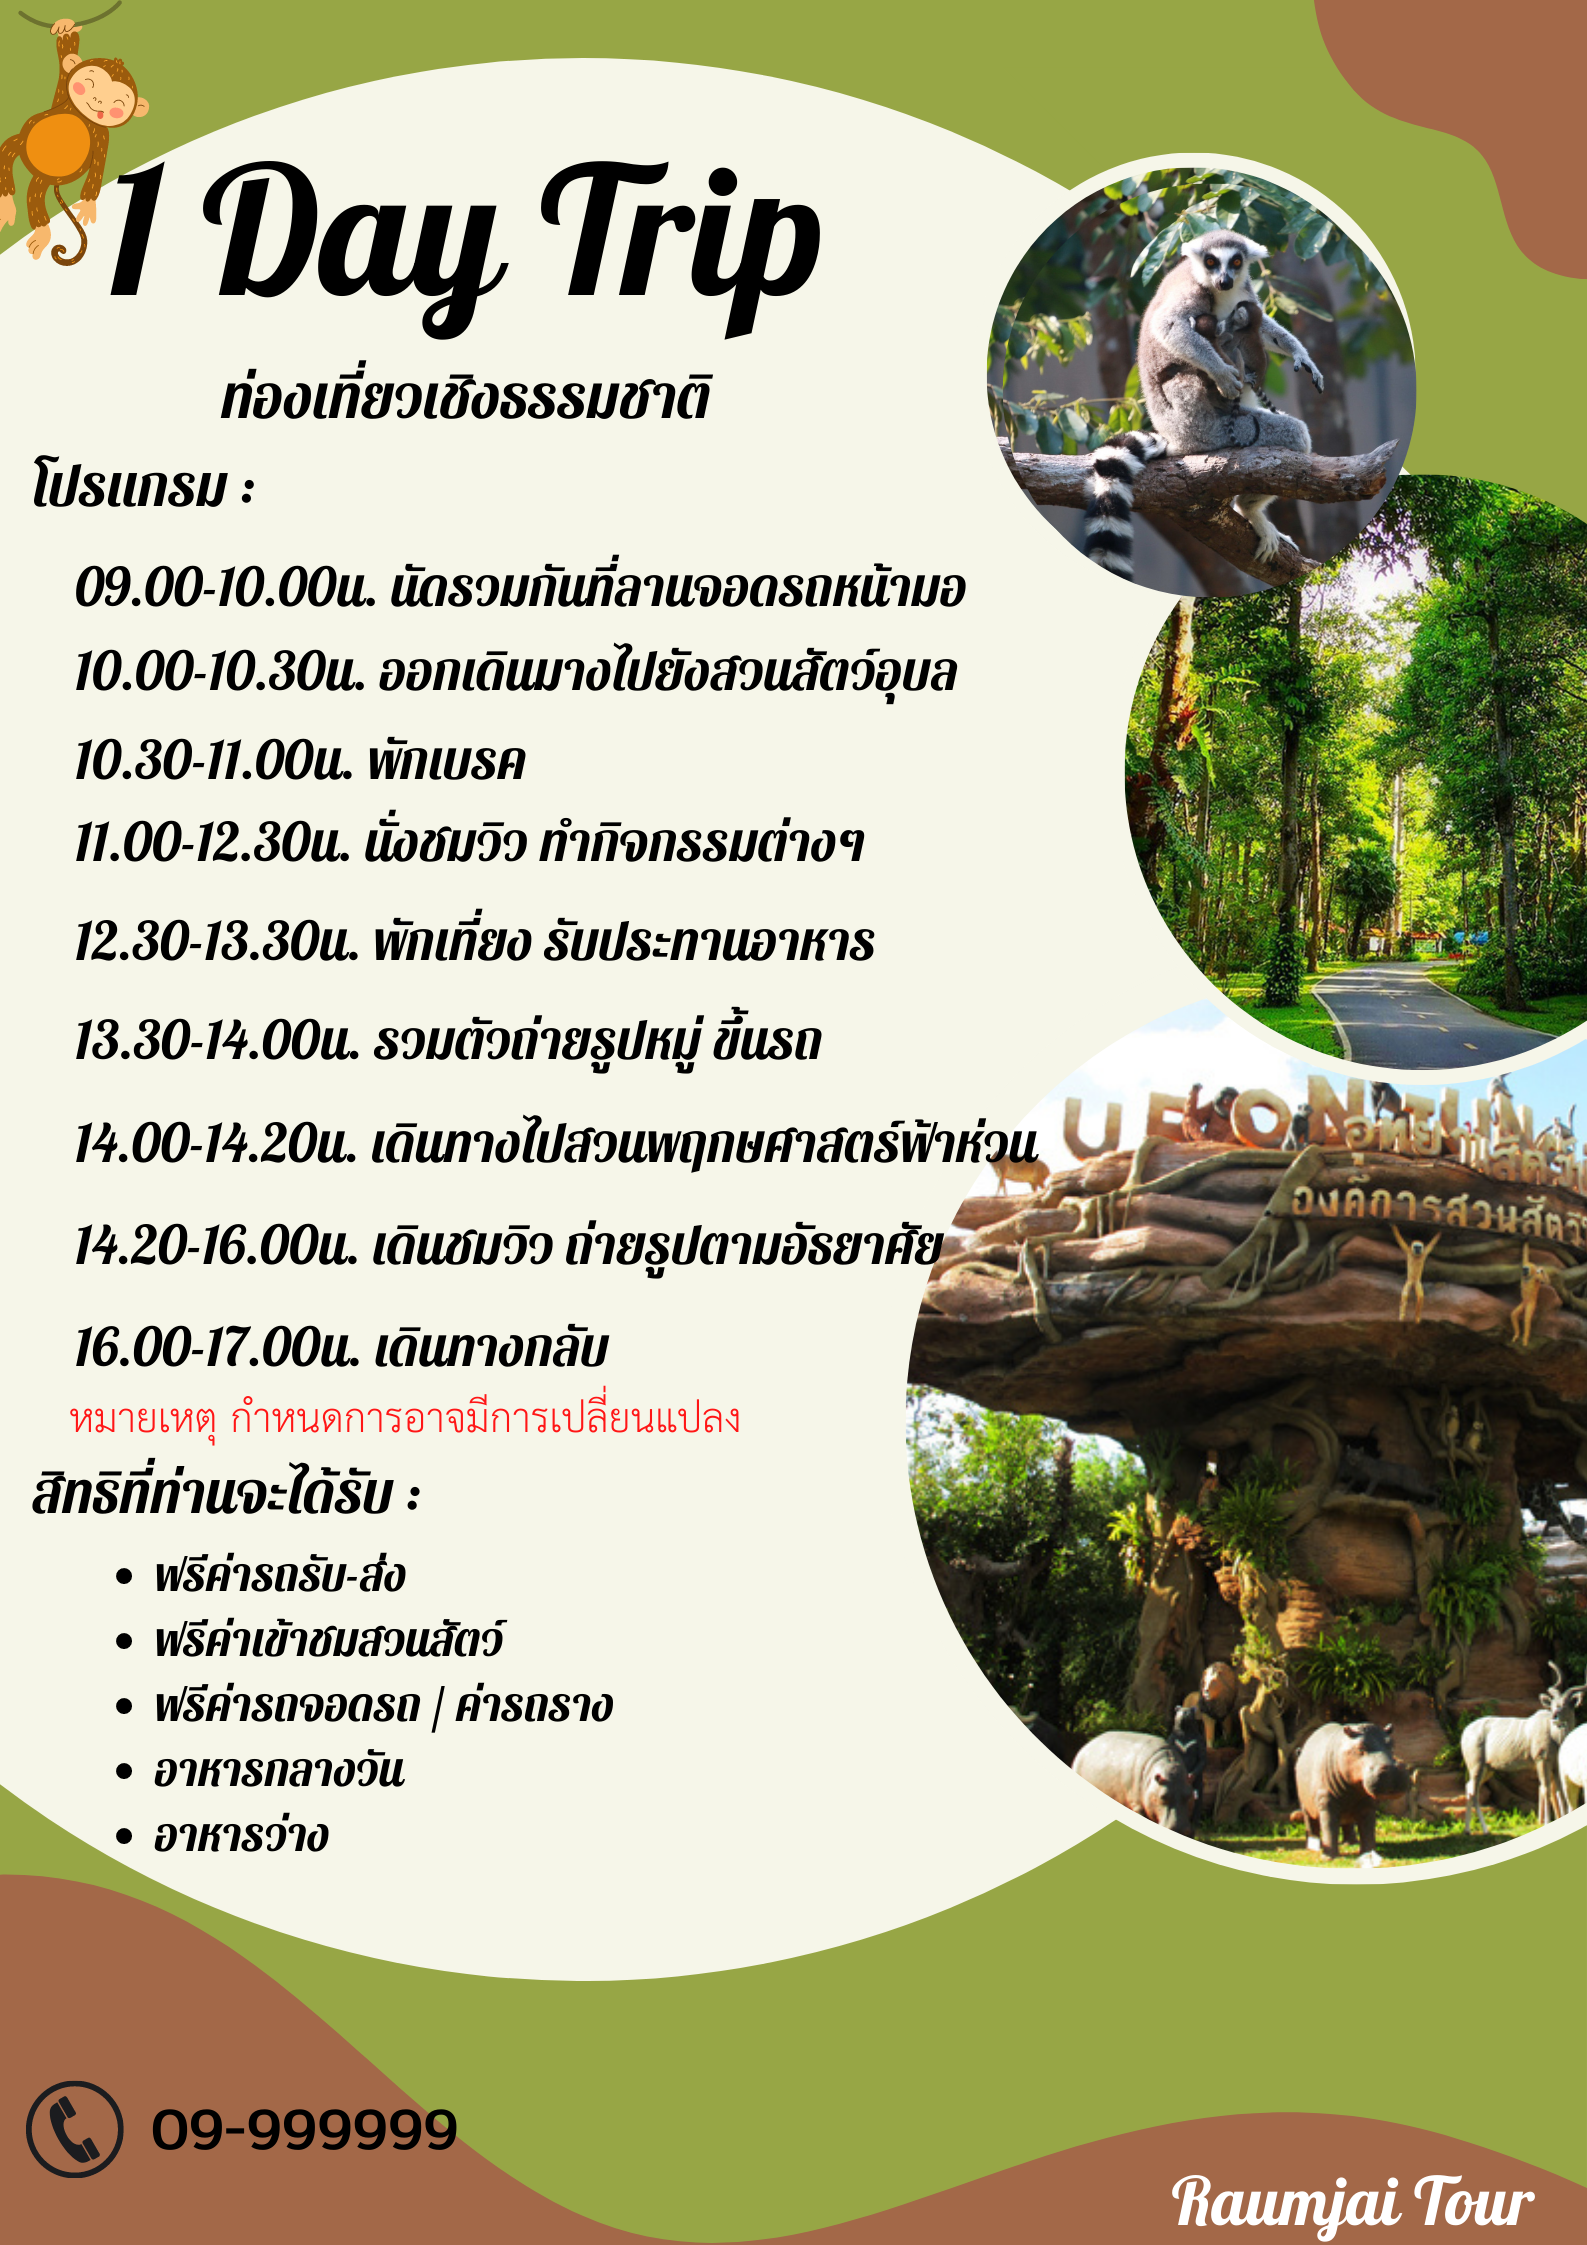 1 Day Trip
ท่องเที่ยวเชิงธรรมชาติ
โปรแกรม :
09.00-10.00น. นัดรวมกันที่ลานจอดรถหน้ามอ
10.00-10.30น. ออกเดินมางไปยังสวนสัตว์อุบล
10.30-11.00น. พักเบรค
11.00-12.30น. นั่งชมวิว ทำกิจกรรมต่างๆ
12.30-13.30น. พักเที่ยง รับประทานอาหาร
13.30-14.00น. รวมตัวถ่ายรูปหมู่ ขึ้นรถ
14.00-14.20น. เดินทางไปสวนพฤกษศาสตร์ฟ้าห่วน
14.20-16.00น. เดินชมวิว ถ่ายรูปตามอัธยาศัย
16.00-17.00น. เดินทางกลับ
หมายเหตุ กำหนดการอาจมีการเปลี่ยนแปลง
สิทธิที่ท่านจะได้รับ :
• ฟรีค่ารถรับ-ส่ง
• ฟรีค่าเข้าชมสวนสัตว์
• ฟรีค่ารถจอดรถ | ค่ารถราง
• อาหารกลางวัน
• อาหารว่าง
UBON
องค์การสวนสัตว์
09-999999
Raumjai Tour